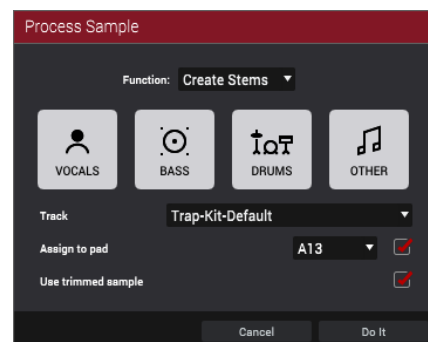 Process Sample
Function: Create Stems
VOCALS BASS DRUMS OTHER
Track Trap-Kit-Default
Assign to pad A13
Use trimmed sample
Cancel Do It